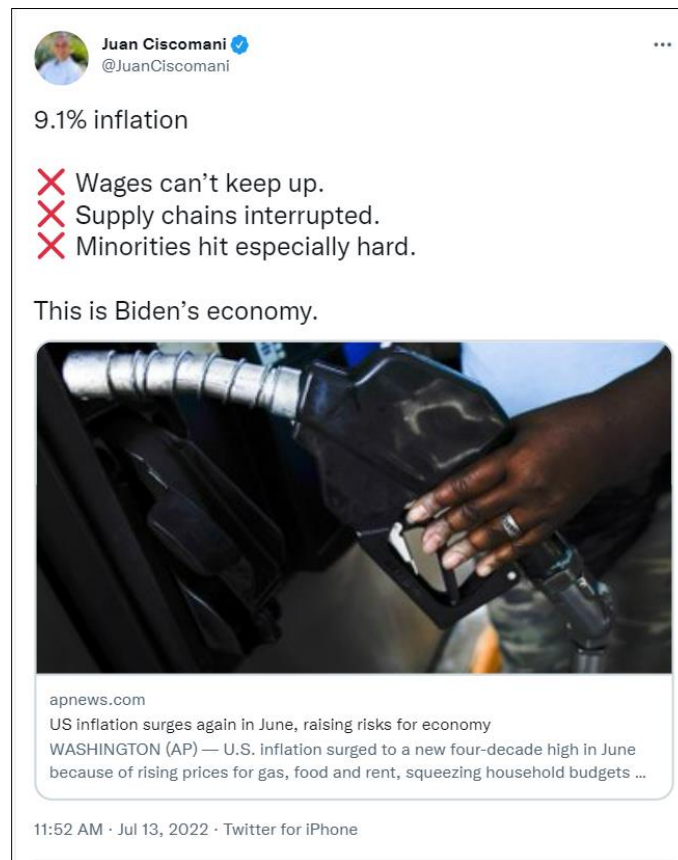 Juan Ciscomani
@JuanCiscomani
9.1% inflation
❌ Wages can’t keep up.
❌ Supply chains interrupted.
❌ Minorities hit especially hard.
This is Biden’s economy.
apnews.com
US inflation surges again in June, raising risks for economy
WASHINGTON (AP) — U.S. inflation surged to a new four-decade high in June
because of rising prices for gas, food and rent, squeezing household budgets ...
11:52 AM · Jul 13, 2022 · Twitter for iPhone